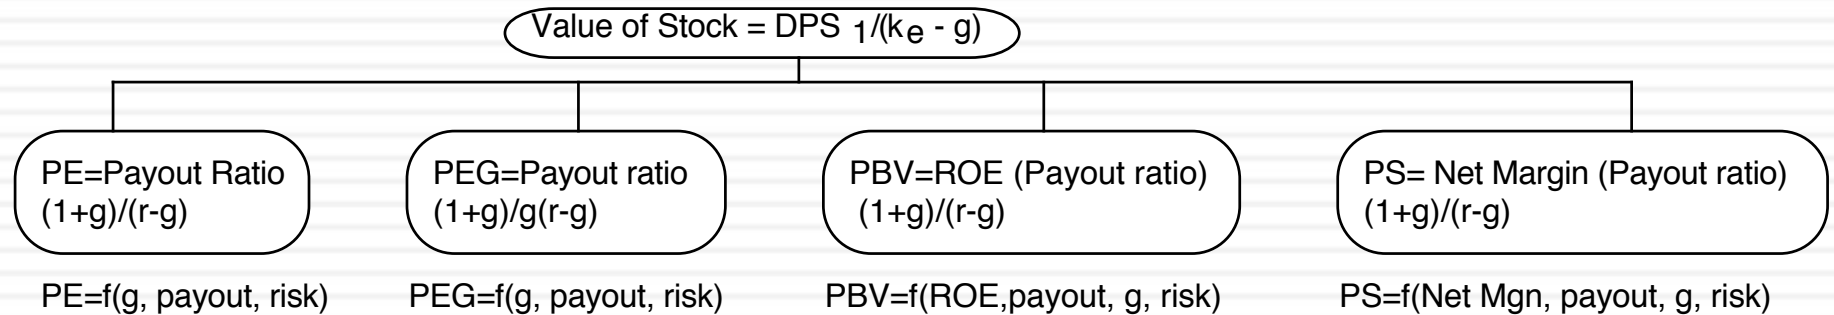 Value of Stock = DPS 1/(ke - g)
PE=Payout Ratio
(1+g)/(r-g)
PEG=Payout ratio
(1+g)/g(r-g)
PBV=ROE (Payout ratio)
(1+g)/(r-g)
PS= Net Margin (Payout ratio)
(1+g)/(r-g)
PE=f(g, payout, risk)
PEG=f(g, payout, risk)
PBV=f(ROE,payout, g, risk)
PS=f(Net Mgn, payout, g, risk)